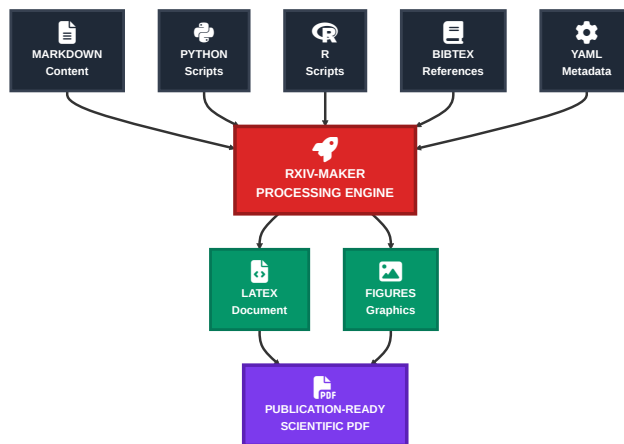 MARKDOWN
Content
PYTHON
Scripts
R
Scripts
BIBTEX
References
YAML
Metadata
RXIV-MAKER
PROCESSING ENGINE
LATEX
Document
FIGURES
Graphics
PDF
PUBLICATION-READY
SCIENTIFIC PDF